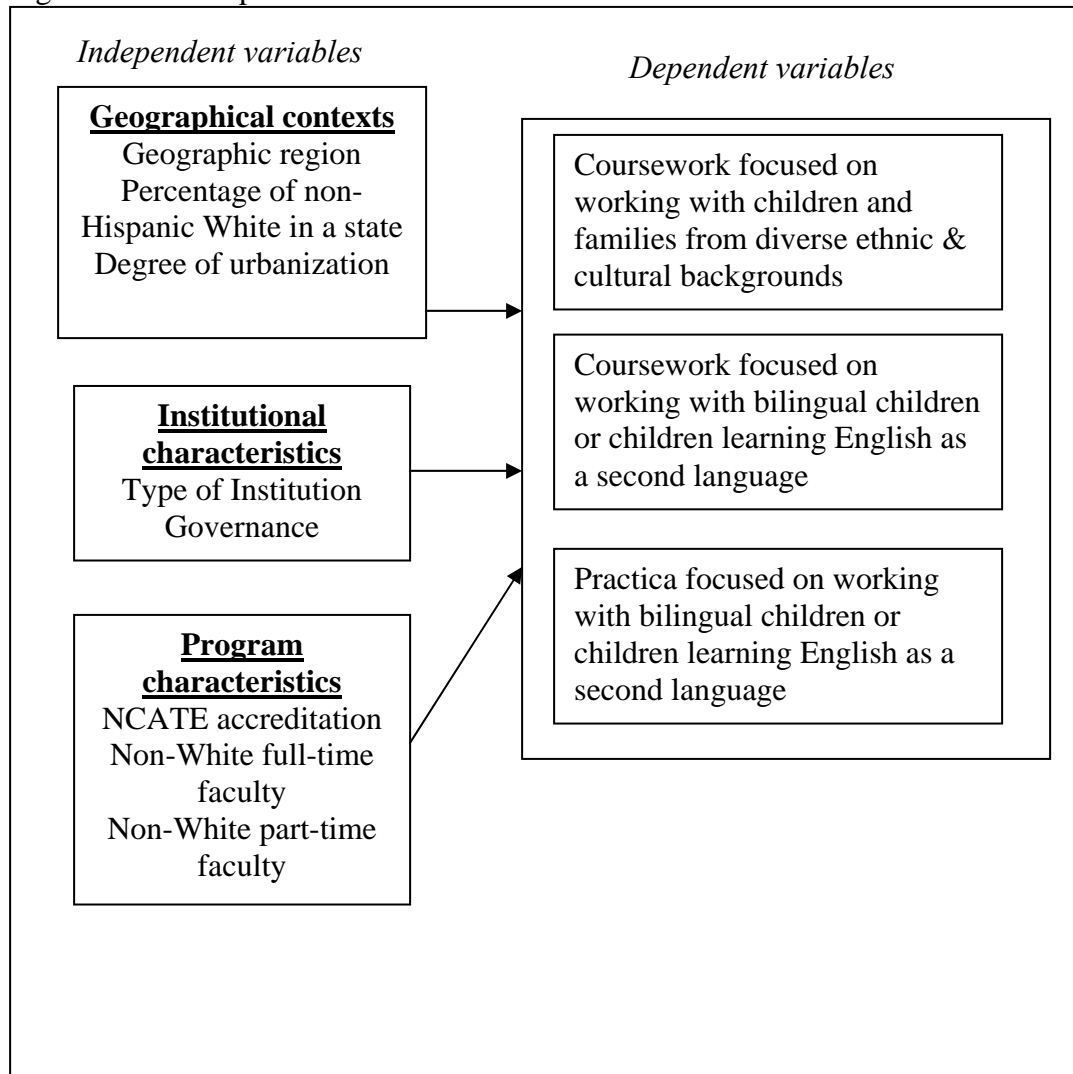 Independent variables
Dependent variables
Geographical contexts
Geographic region
Percentage of non-
Hispanic White in a state
Degree of urbanization
Institutional
characteristics
Type of Institution
Governance
Program
characteristics
NCATE accreditation
Non-White full-time
faculty
Non-White part-time
faculty
Coursework focused on
working with children and
families from diverse ethnic &
cultural backgrounds
Coursework focused on
working with bilingual children
or children learning English as
a second language
Practica focused on working
with bilingual children or
children learning English as a
second language